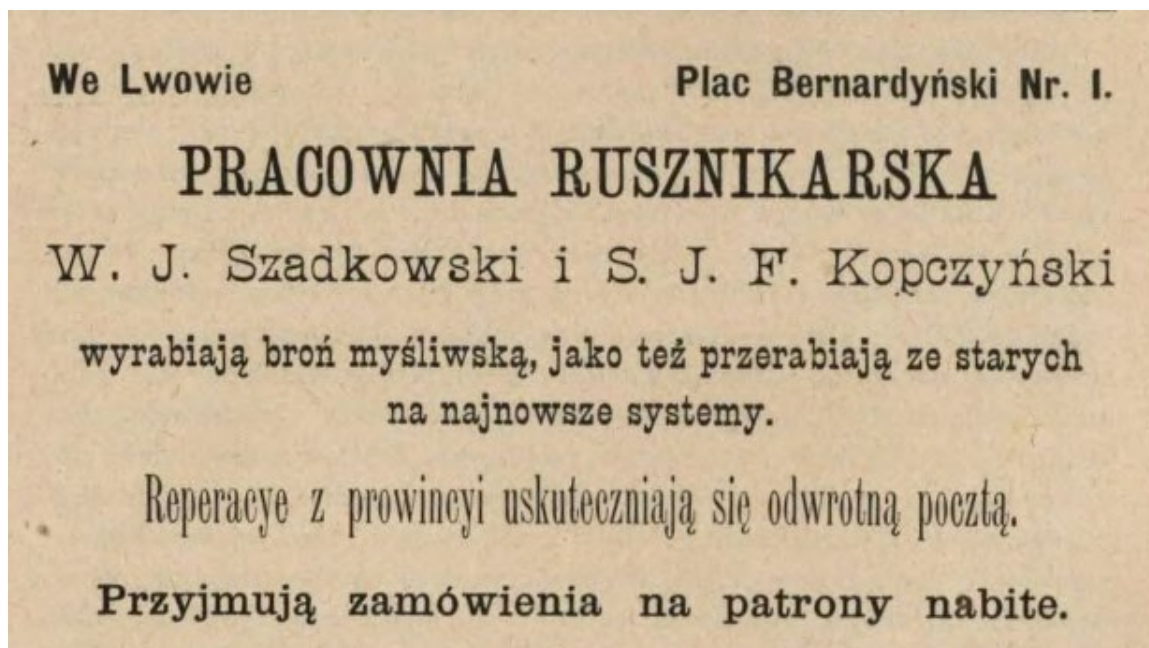 We Lwowie Plac Bernardyński Nr. 1.
PRACOWNIA RUSZNIKARSKA
W. J. Szadkowski i S. J. F. Kopczyński
wyrabiają broń myśliwską, jako też przerabiają ze starych
na najnowsze systemy.
Reperacye z prowincyi uskuteczniają się odwrotną pocztą.
Przyjmują zamówienia na patrony nabite.